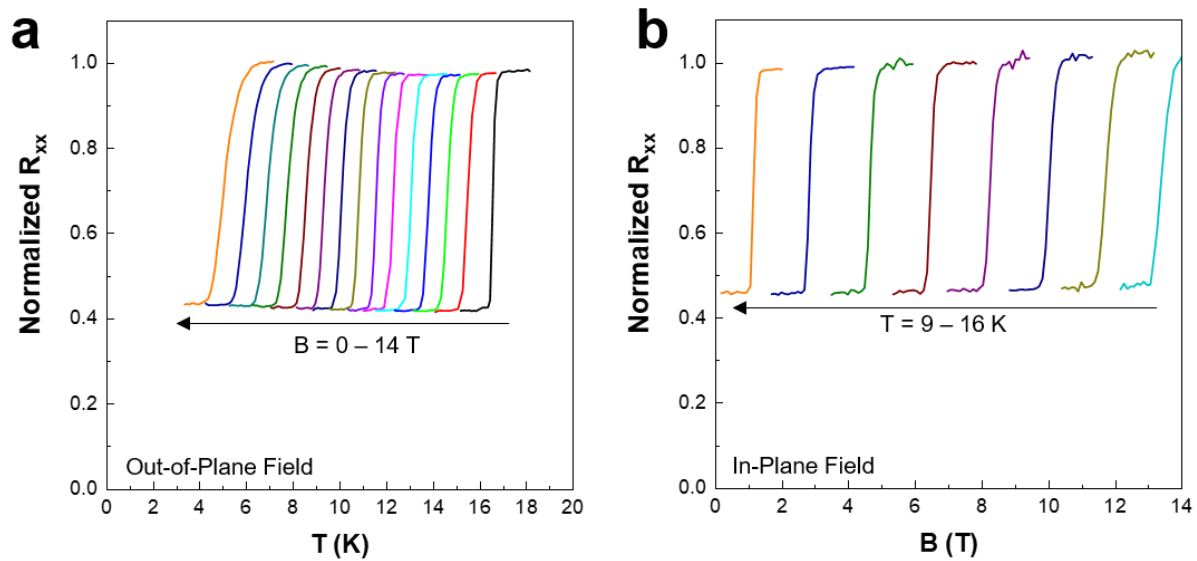 a
Normalized Rxx
1.0
0.8
0.6
0.4
0.2
0.0
B = 0 – 14 T
Out-of-Plane Field
0 2 4 6 8 10 12 14 16 18 20
T (K)
b
Normalized Rxx
1.0
0.8
0.6
0.4
0.2
0.0
T = 9 – 16 K
In-Plane Field
0 2 4 6 8 10 12 14
B (T)